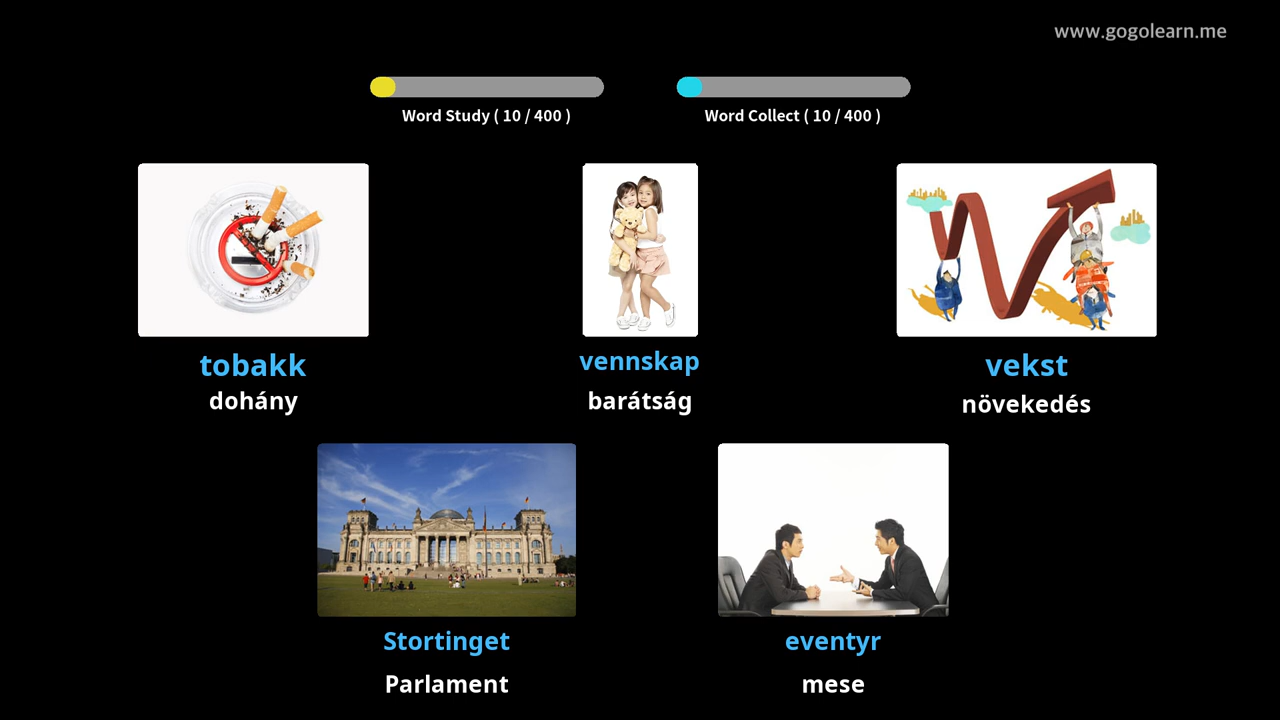 www.gogolearn.me
Word Study ( 10 / 400 )
Word Collect ( 10 / 400 )
tobakk
dohány
vennskap
barátság
vekst
növekedés
Stortinget
Parlament
eventyr
mese